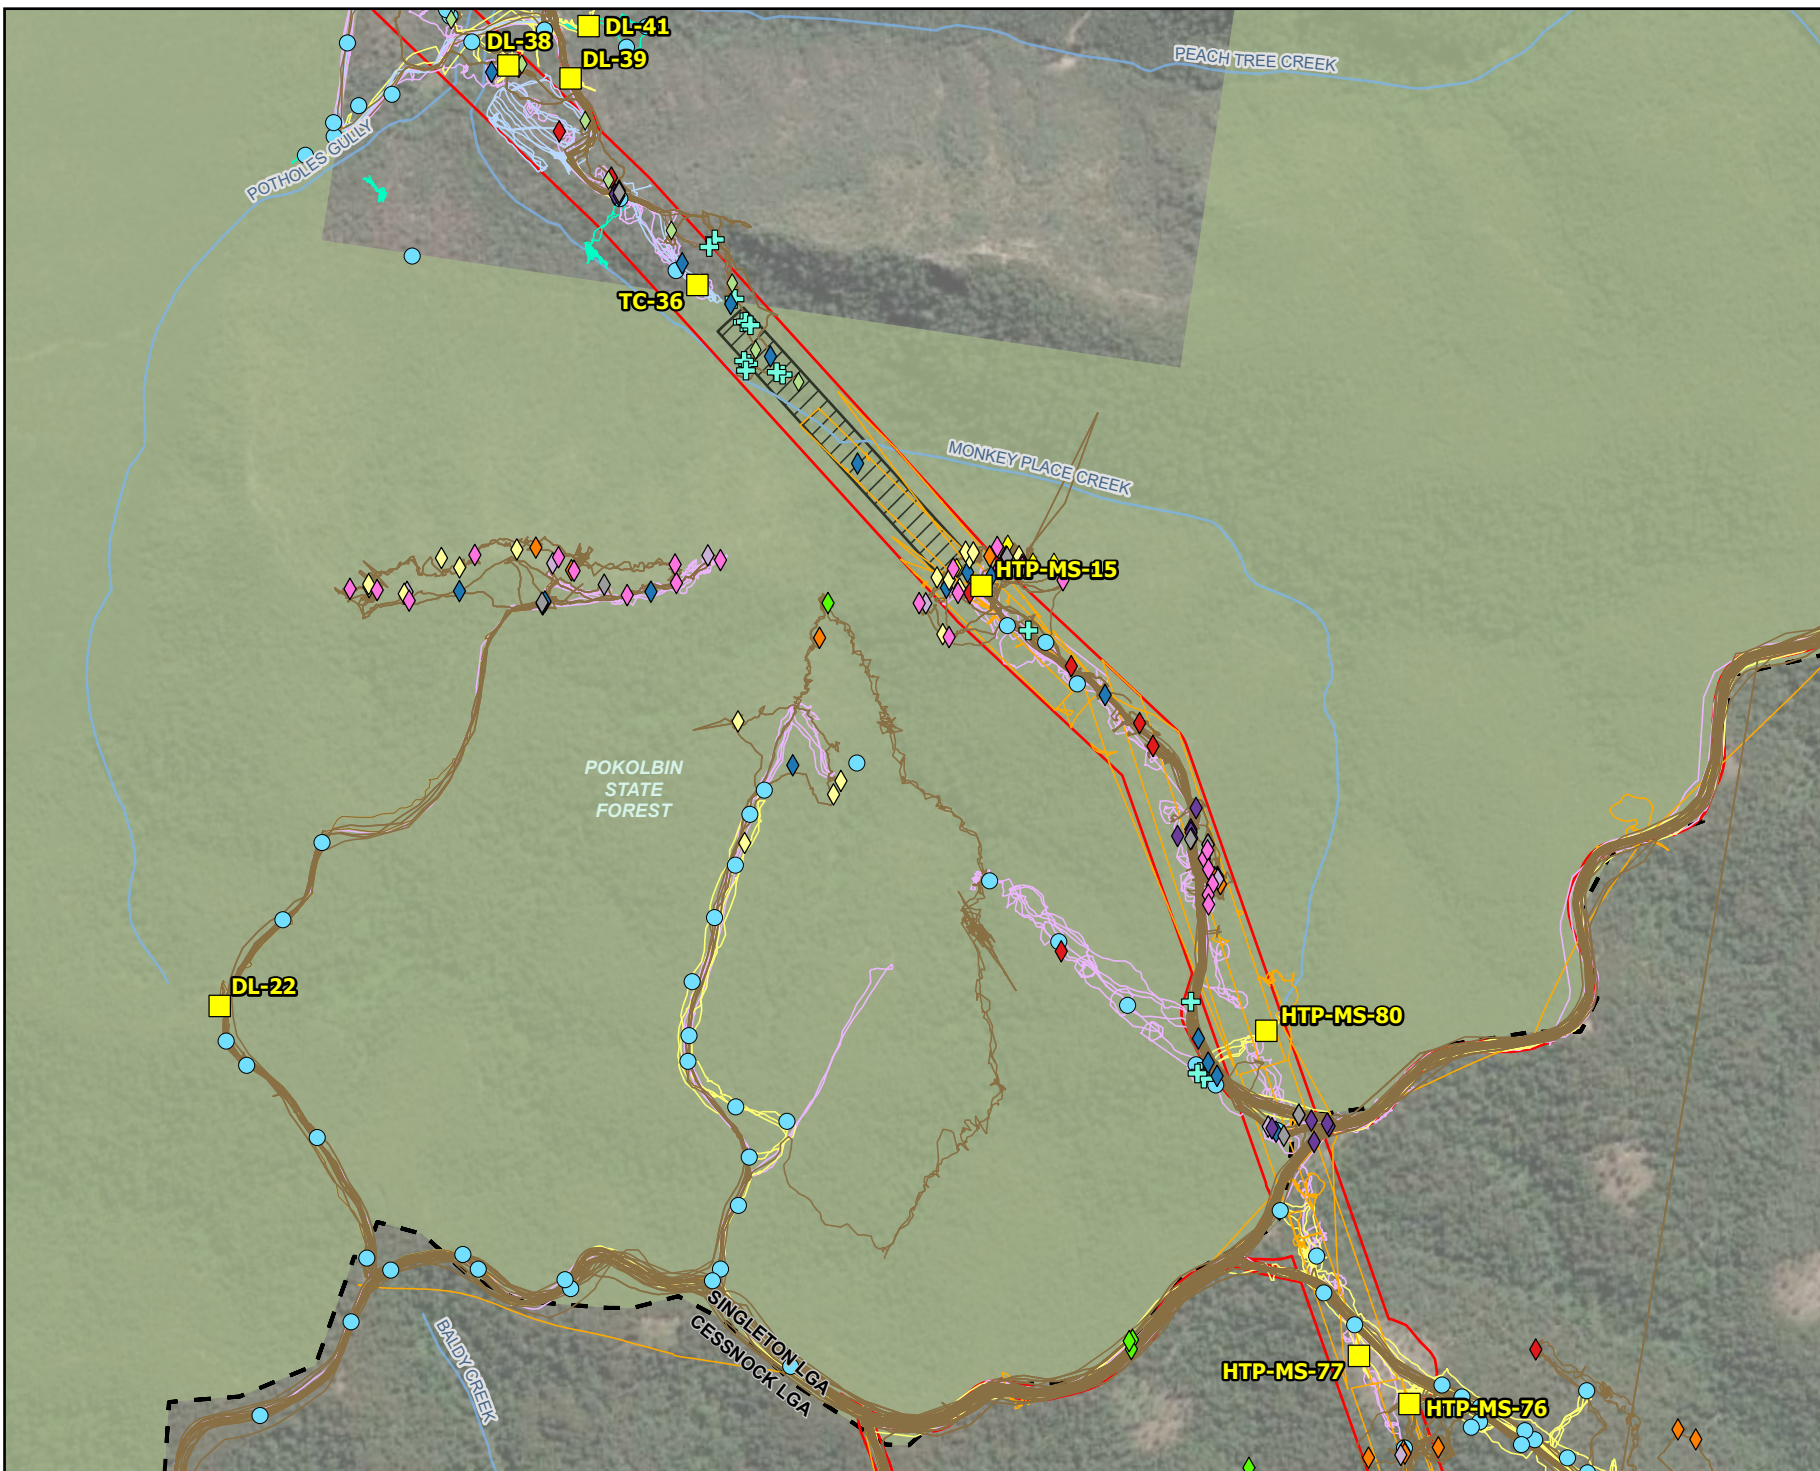 DL-41
DL-38
DL-39
PEACH TREE CREEK
POTHOLES GULLY
TC-36
MONKEY PLACE CREEK
HTP-MS-15
POKOLBIN
STATE
FOREST
DL-22
HTP-MS-80
SINGLETON LGA
CESSNOCK LGA
BALDY CREEK
HTP-MS-77
HTP-MS-76